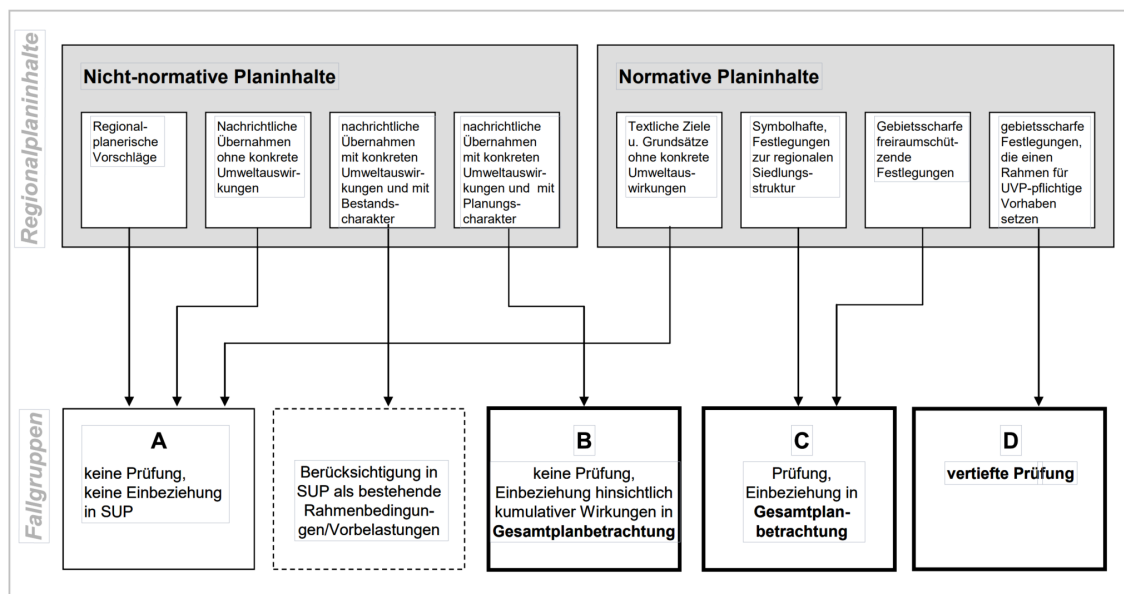 Regionalplaninhalte
Nicht-normative Planinhalte
Regional-
planerische
Vorschläge
Nachrichtliche
Übernahmen
ohne konkrete
Umweltauswir-
kungen
nachrichtliche
Übernahmen
mit konkreten
Umweltauswir-
kungen und mit
Bestands-
charakter
nachrichtliche
Übernahmen
mit konkreten
Umweltauswir-
kungen und mit
Planungs-
charakter
Normative Planinhalte
Textliche Ziele
u. Grundsätze
ohne konkrete
Umweltaus-
wirkungen
Symbolhafte,
Festlegungen
zur regionalen
Siedlungs-
struktur
Gebietsscharfe
freiraumschüt-
zende
Festlegungen
gebietsscharfe
Festlegungen,
die einen
Rahmen für
UVP-pflichtige
Vorhaben
setzen
Fallgruppen
A
keine Prüfung,
keine Einbeziehung
in SUP
Berücksichtigung in
SUP als bestehende
Rahmenbedingun-
gen/Vorbelastungen
B
keine Prüfung,
Einbeziehung hinsichtlich
kumulativer Wirkungen in
Gesamtplanbetrachtung
C
Prüfung,
Einbeziehung in
Gesamtplan-
betrachtung
D
vertiefte Prüfung